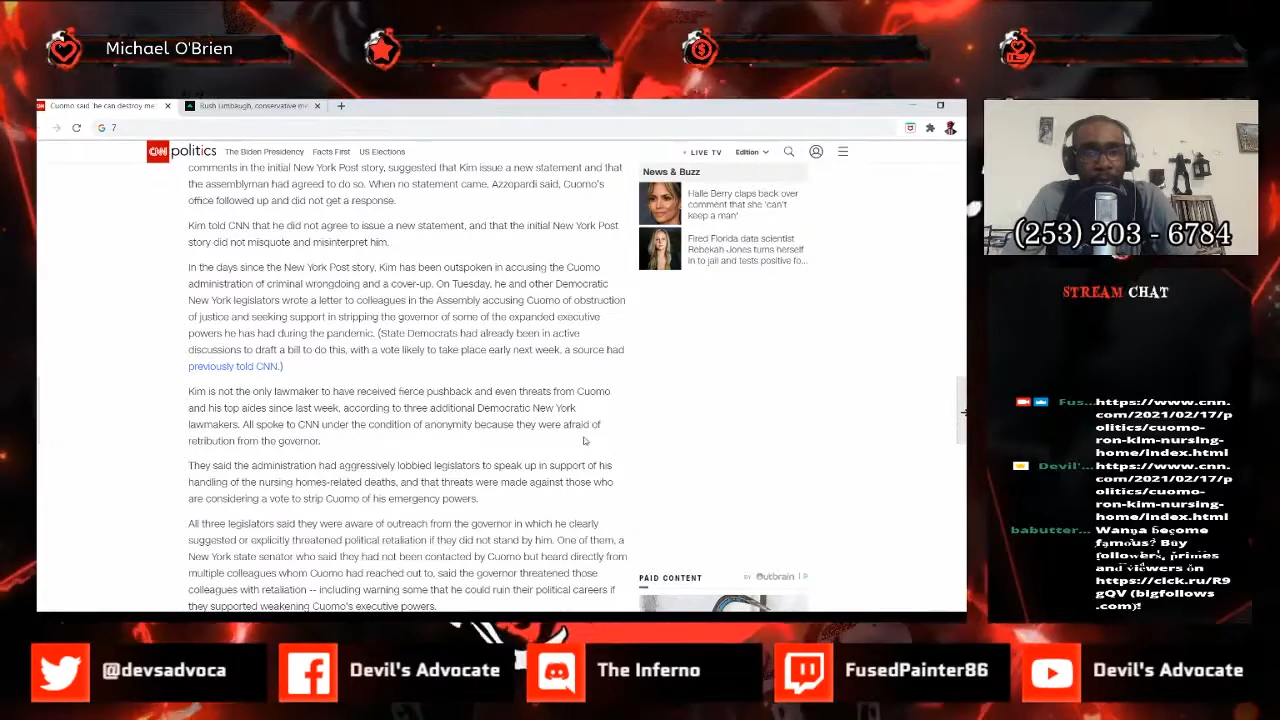 Michael O'Brien
Cuomo said 'he can destroy me
Rush Limbaugh, conservative m
7
CNN politics The Biden Presidency Facts First US Elections
LIVE TV Edition
comments in the initial New York Post story, suggested that Kim issue a new statement and that
the assemblyman had agreed to do so. When no statement came, Azzopardi said, Cuomo's
office followed up and did not get a response.
Kim told CNN that he did not agree to issue a new statement, and that the initial New York Post
story did not misquote and misinterpret him.
In the days since the New York Post story, Kim has been outspoken in accusing the Cuomo
administration of criminal wrongdoing and a cover-up. On Tuesday, he and other Democratic
New York legislators wrote a letter to colleagues in the Assembly accusing Cuomo of obstruction
of justice and seeking support in stripping the governor of some of the expanded executive
powers he has had during the pandemic. (State Democrats had already been in active
discussions to draft a bill to do this, with a vote likely to take place early next week, a source had
previously told CNN.)
Kim is not the only lawmaker to have received fierce pushback and even threats from Cuomo
and his top aides since last week, according to three additional Democratic New York
lawmakers. All spoke to CNN under the condition of anonymity because they were afraid of
retribution from the governor.
They said the administration had aggressively lobbied legislators to speak up in support of his
handling of the nursing homes-related deaths, and that threats were made against those who
are considering a vote to strip Cuomo of his emergency powers.
All three legislators said they were aware of outreach from the governor in which he clearly
suggested or explicitly threatened political retaliation if they did not stand by him. One of them, a
New York state senator who said they had not been contacted by Cuomo but heard directly from
multiple colleagues whom Cuomo had reached out to, said the governor threatened those
colleagues with retaliation -- including warning some that he could ruin their political careers if
they supported weakening Cuomo's executive powers.
News & Buzz
Halle Berry claps back over
comment that she 'can't
keep a man'
Fired Florida data scientist
Rebekah Jones turns herself
in to jail and tests positive fo...
PAID CONTENT BY Outbrain
(253) 203 - 6784
STREAM CHAT
Fus... https://www.cnn.
com/2021/02/17/p
olitics/cuomo-
ron-kim-nursing-
home/index.html
Devil'... https://www.cnn.
com/2021/02/17/p
olitics/cuomo-
ron-kim-nursing-
home/index.html
babutter... Wanna become
famous? Buy
followers, primes
and viewers on
https://clck.ru/R9
gQV (bigfollows
.com)!
@devsadvoca
Devil's Advocate
The Inferno
FusedPainter86
Devil's Advocate